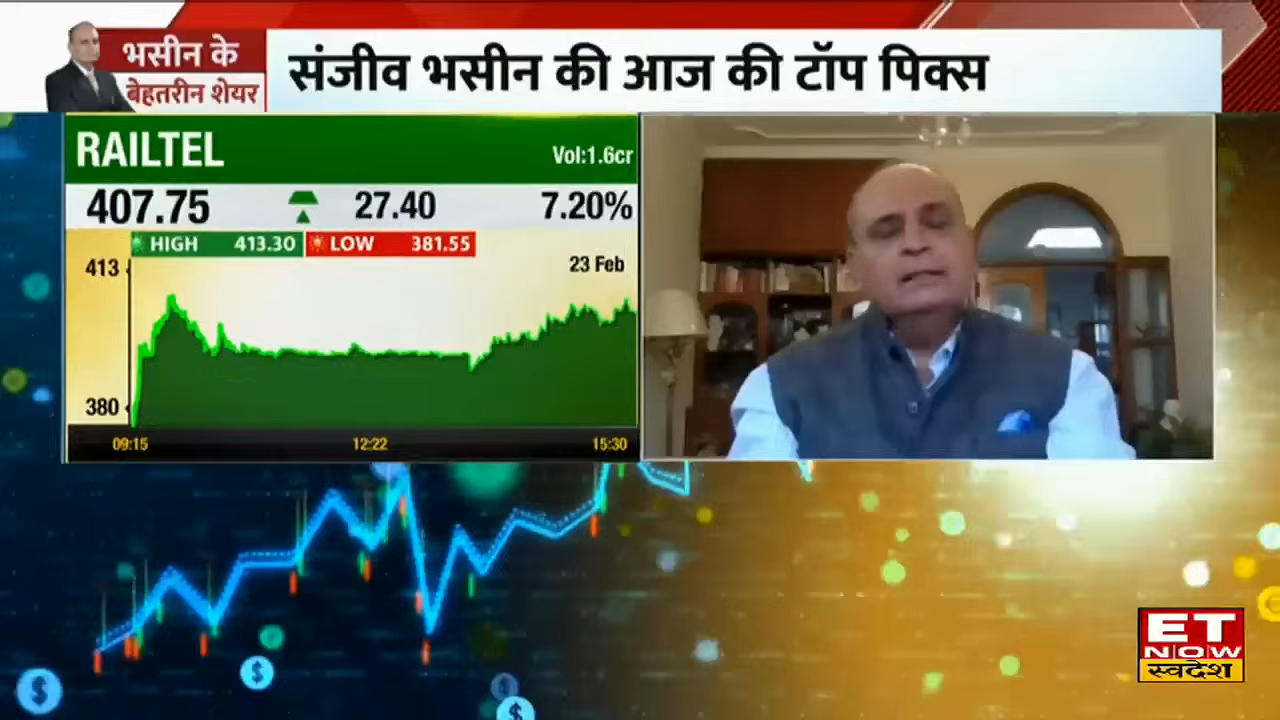 भसीन के
बेहतरीन शेयर
संजीव भसीन की आज की टॉप पिक्स
RAILTEL
Vol:1.6cr
407.75 27.40 7.20%
HIGH 413.30 LOW 381.55
413
23 Feb
380
09:15 12:22 15:30
$
$
$
$
ET
NOW
स्वदेश